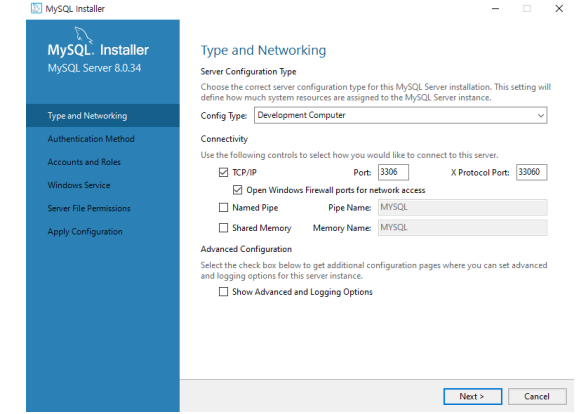 MySQL Installer
MySQL. Installer
MySQL Server 8.0.34
Type and Networking
Authentication Method
Accounts and Roles
Windows Service
Server File Permissions
Apply Configuration
Type and Networking
Server Configuration Type
Choose the correct server configuration type for this MySQL Server installation. This setting will
define how much system resources are assigned to the MySQL Server instance.
Config Type: Development Computer
Connectivity
Use the following controls to select how you would like to connect to this server.
TCP/IP Port: 3306 X Protocol Port: 33060
Open Windows Firewall ports for network access
Named Pipe Pipe Name: MYSQL
Shared Memory Memory Name: MYSQL
Advanced Configuration
Select the check box below to get additional configuration pages where you can set advanced
and logging options for this server instance.
Show Advanced and Logging Options
Next > Cancel